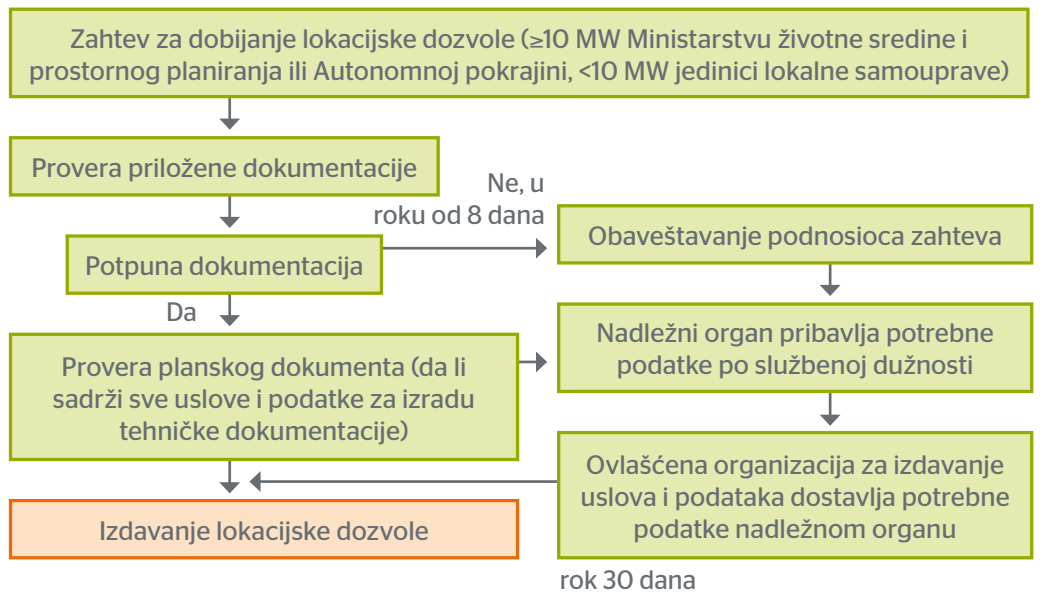 Zahtev za dobijanje lokacijske dozvole (≥10 MW Ministarstvu životne sredine i
prostornog planiranja ili Autonomnoj pokrajini, <10 MW jedinici lokalne samouprave)
Provera priložene dokumentacije
Ne, u
roku od 8 dana
Potpuna dokumentacija
Obaveštavanje podnosioca zahteva
Da
Provera planskog dokumenta (da li
sadrži sve uslove i podatke za izradu
tehničke dokumentacije)
Nadležni organ pribavlja potrebne
podatke po službenoj dužnosti
Ovlašćena organizacija za izdavanje
uslova i podataka dostavlja potrebne
podatke nadležnom organu
Izdavanje lokacijske dozvole
rok 30 dana